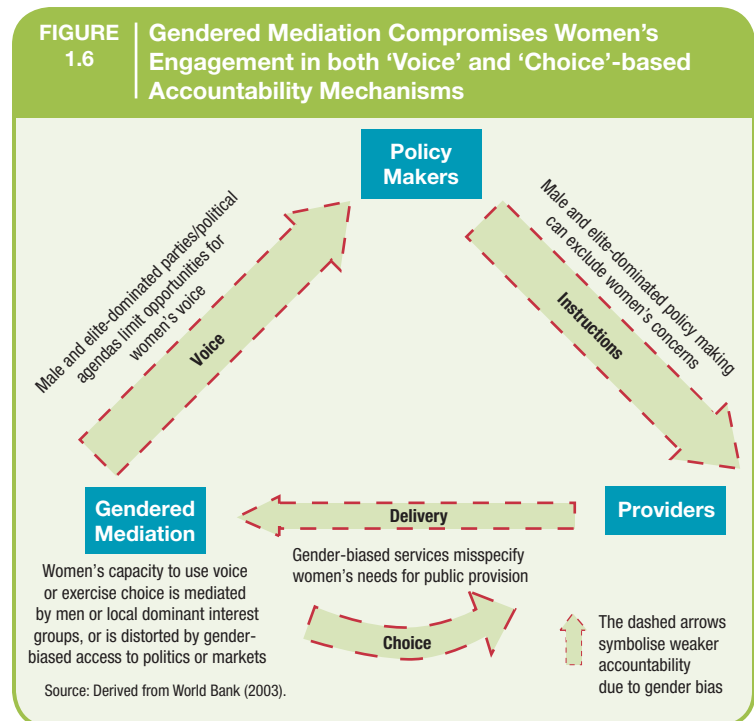 FIGURE
1.6
Gendered Mediation Compromises Women’s
Engagement in both ‘Voice’ and ‘Choice’-based
Accountability Mechanisms
Policy
Makers
Male and elite-dominated parties/political
agendas limit opportunities for
women’s voice
Voice
Male and elite-dominated policy making
can exclude women’s concerns
Instructions
Gendered
Mediation
Delivery
Providers
Gender-biased services misspecify
women’s needs for public provision
Women’s capacity to use voice
or exercise choice is mediated
by men or local dominant interest
groups, or is distorted by gender-
biased access to politics or markets
Choice
The dashed arrows
symbolise weaker
accountability
due to gender bias
Source: Derived from World Bank (2003).